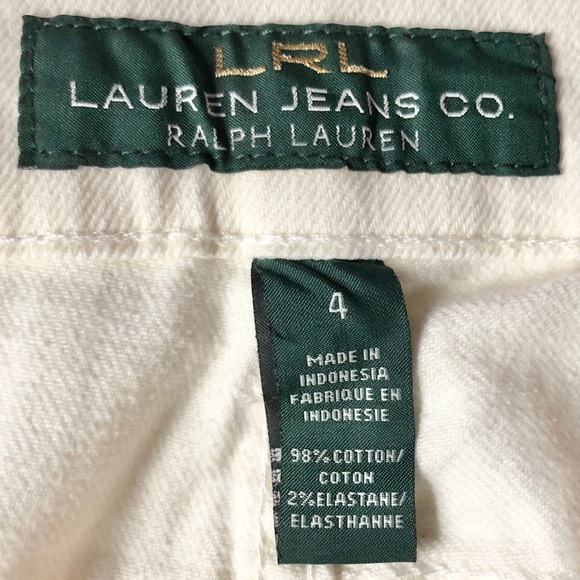 LRL
LAUREN JEANS CO.
RALPH LAUREN
4
MADE IN
INDONESIA
FABRIQUE EN
INDONESIE
98% COTTON/
COTON
2% ELASTANE/
ELASTHANNE